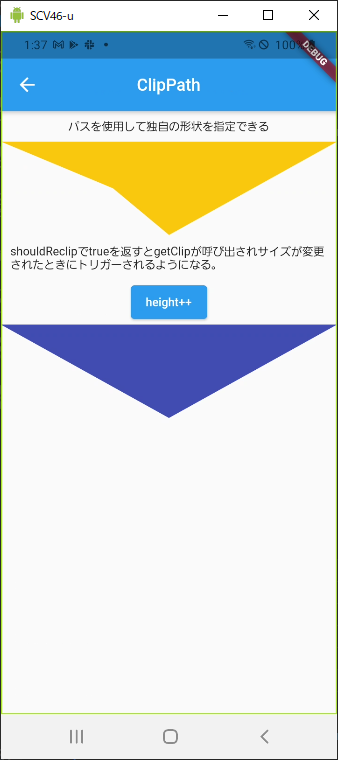 SCV46-u
1:37
100%
DEBUG
ClipPath
パスを使用して独自の形状を指定できる
shouldReclipでtrueを返すとgetClipが呼び出されサイズが変更
されたときにトリガーされるようになる。
height++